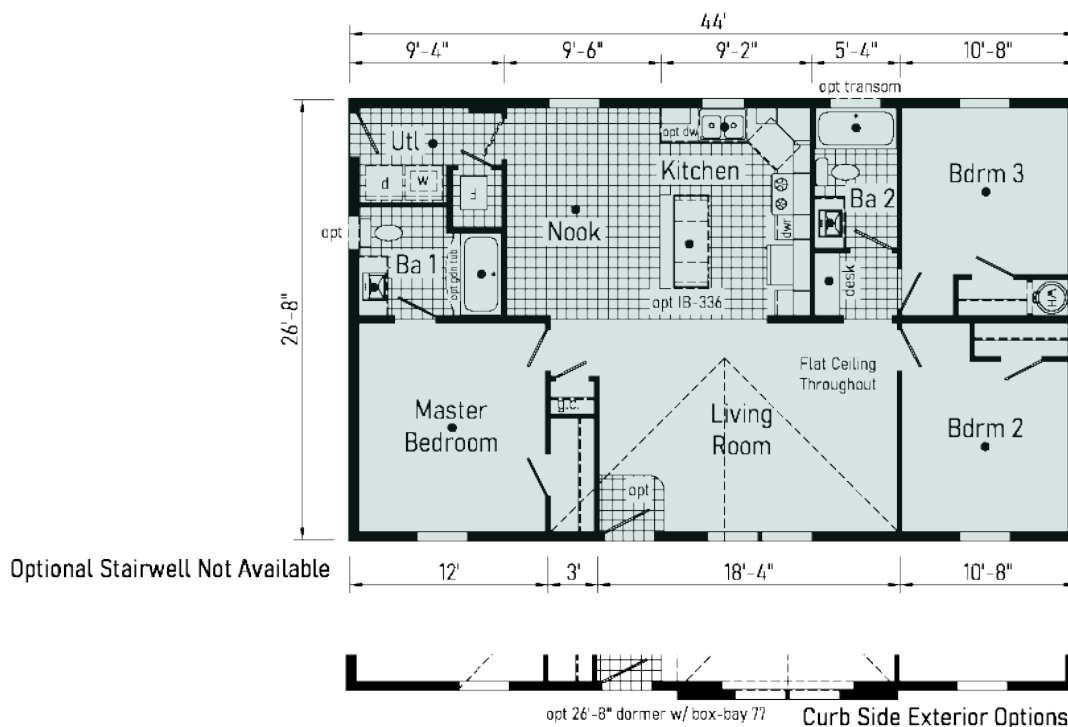 44'
9'-4" 9'-6" 9'-2" 5'-4" 10'-8"
opt transom
Utl
opt dw
Kitchen
d w
Ba 2
Bdrm 3
opt
Nook
dwr
Ba 1
opt gdn tub
desk
WH
26'-8"
opt IB-336
Flat Ceiling
Throughout
Master
Bedroom
g.c.
Living
Room
Bdrm 2
opt
Optional Stairwell Not Available
12' 3' 18'-4" 10'-8"
opt 26'-8" dormer w/ box-bay 77
Curb Side Exterior Options